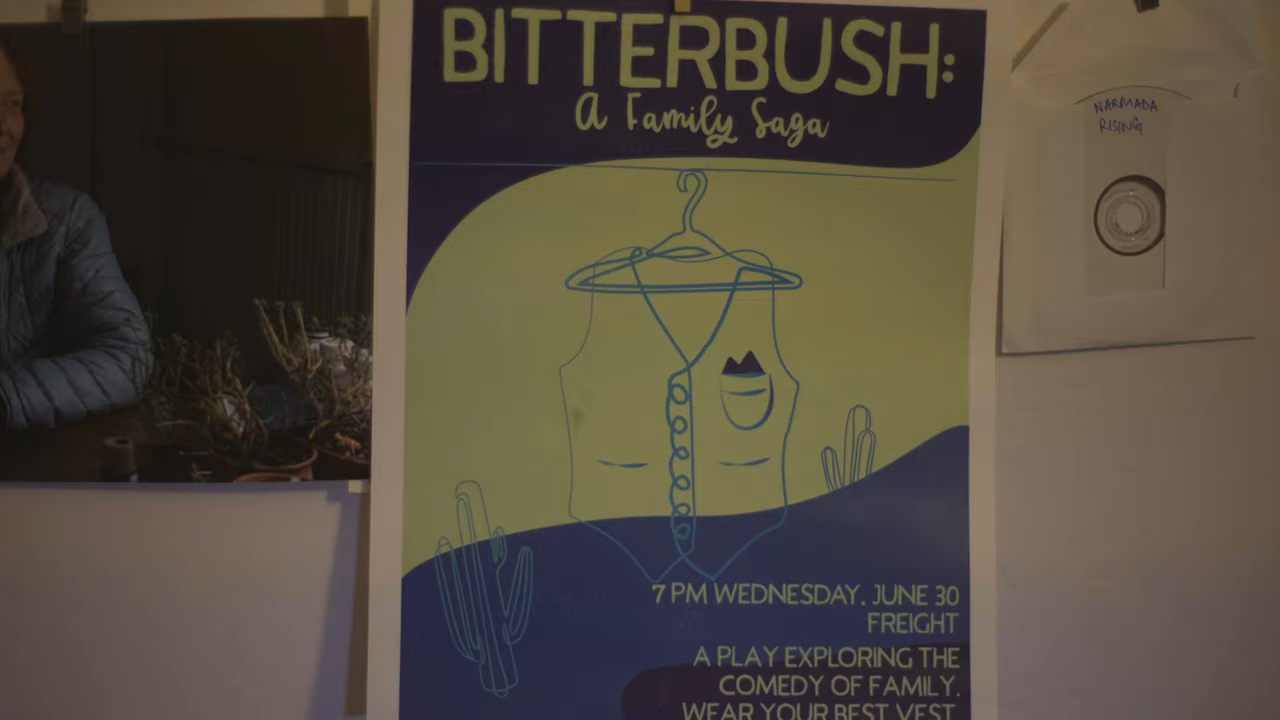 BITTERBUSH:
A Family Saga
NARMADA
RISING
7 PM WEDNESDAY, JUNE 30
FREIGHT
A PLAY EXPLORING THE
COMEDY OF FAMILY.
WEAR YOUR BEST VEST.